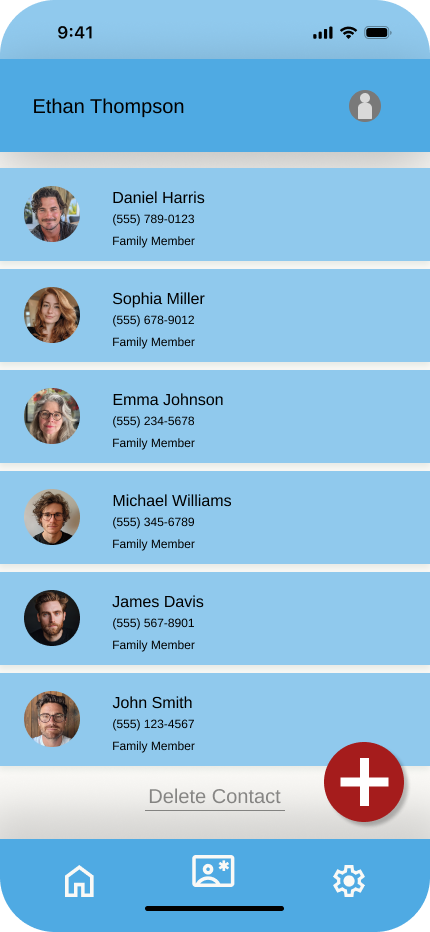 9:41
Ethan Thompson
Daniel Harris
(555) 789-0123
Family Member
Sophia Miller
(555) 678-9012
Family Member
Emma Johnson
(555) 234-5678
Family Member
Michael Williams
(555) 345-6789
Family Member
James Davis
(555) 567-8901
Family Member
John Smith
(555) 123-4567
Family Member
Delete Contact